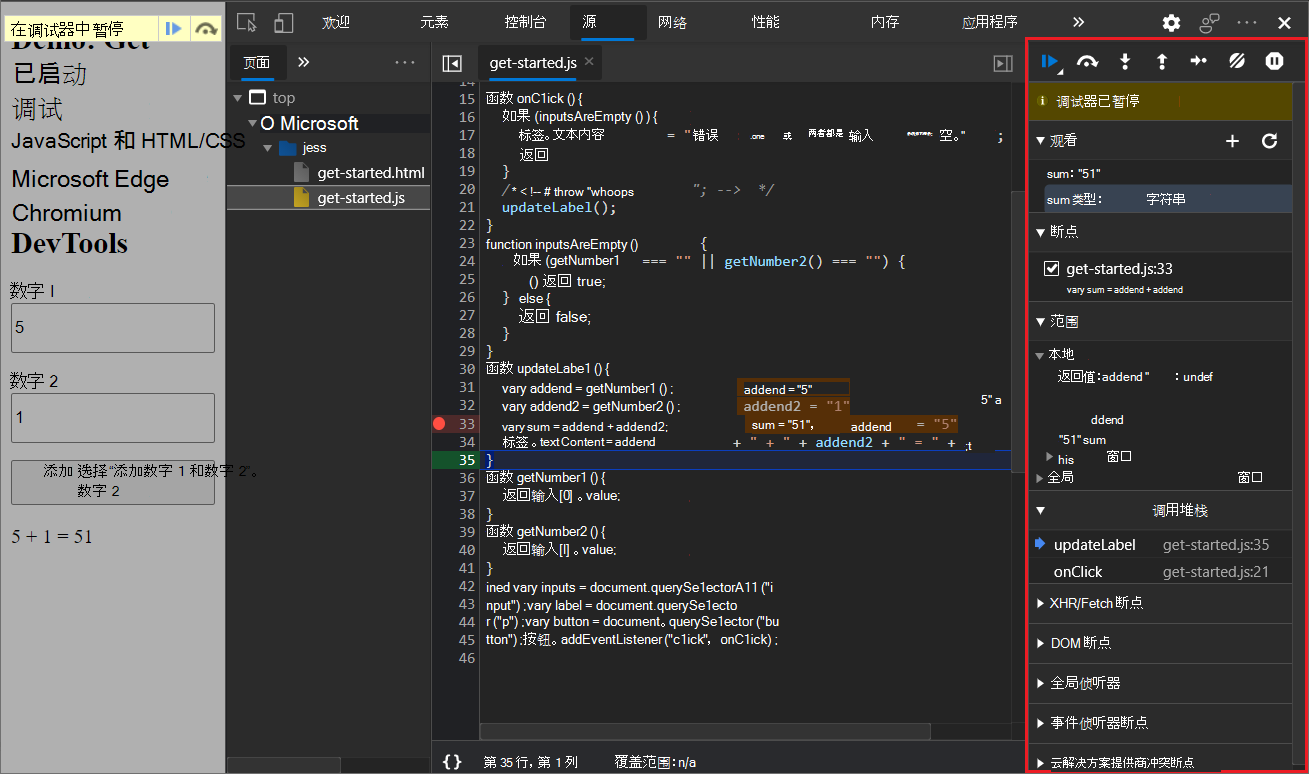 在调试器中暂停
Demo: Get
已启动
调试
JavaScript 和 HTML/CSS
Microsoft Edge
Chromium
DevTools
数字 l
5
数字 2
1
添加 选择“添加数字 1 和数字 2”。
数字 2
5 + 1 = 51
欢迎 元素 控制台 源 网络 性能 内存 应用程序
页面
top
Microsoft
jess
get-started.html
get-started.js
get-started.js
14
15 函数 onC1ick () {
16 如果 (inputsAreEmpty () ) {
17 标签。文本内容 = "错误 : .one 或 两者都是 输入 空。" ;
18 返回
19 }
20 /* < !-- # throw "whoops "; --> */
21 updateLabel();
22 }
23 function inputsAreEmpty () {
24 如果 (getNumber1 === "" || getNumber2() === "") {
25 () 返回 true;
26 } else {
27 返回 false;
28 }
29 }
30 函数 updateLabe1 () {
31 vary addend = getNumber1 () ; addend = "5"
32 vary addend2 = getNumber2 () ; addend2 = "1" 5" a
33 vary sum = addend + addend2; sum = "51", addend = "5"
34 标签 。textContent = addend + " + " + addend2 + " = " + ;t
35 }
36 函数 getNumber1 () {
37 返回输入[0] 。value;
38 }
39 函数 getNumber2 () {
40 返回输入[l] 。value;
41 }
42 ined vary inputs = document.querySe1ectorA11 ("i
43 nput") ;vary label = document.querySe1ecto
44 r ("p") ;vary button = document。querySe1ector ("bu
45 tton") ;按钮。addEventListener ("c1ick", onC1ick) ;
46
{} 第 35 行，第 1 列 覆盖范围：n/a
调试器已暂停
观看
sum： "51"
sum 类型： 字符串
断点
get-started.js:33
vary sum = addend + addend
范围
本地
返回值：addend " ：undef
ddend
"51" sum
his 窗口
全局 窗口
调用堆栈
updateLabel get-started.js:35
onClick get-started.js:21
XHR/Fetch 断点
DOM 断点
全局侦听器
事件侦听器断点
云解决方案提供商冲突断点